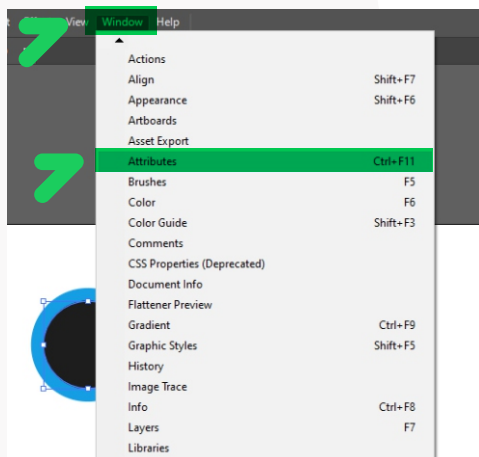 View Window Help
Actions
Align Shift+F7
Appearance Shift+F6
Artboards
Asset Export
Attributes Ctrl+F11
Brushes F5
Color F6
Color Guide Shift+F3
Comments
CSS Properties (Deprecated)
Document Info
Flattener Preview
Gradient Ctrl+F9
Graphic Styles Shift+F5
History
Image Trace
Info Ctrl+F8
Layers F7
Libraries